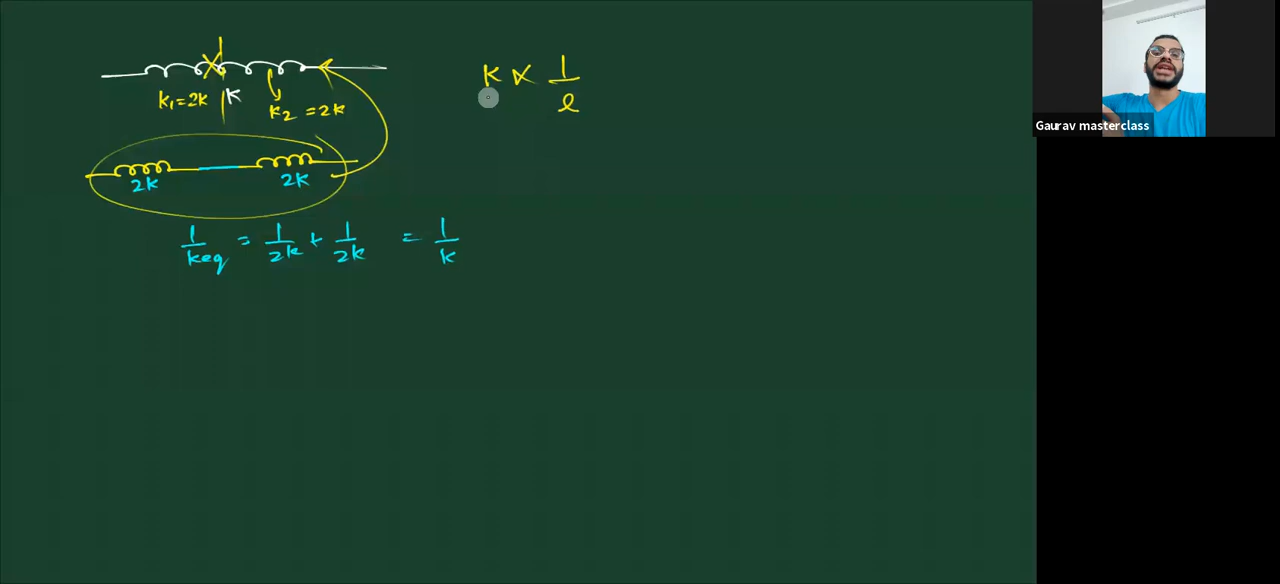 K₁=2K K K₂ =2K
K ∝ 1/l
2K 2K
1/Keq = 1/2K + 1/2K = 1/K
Gaurav masterclass